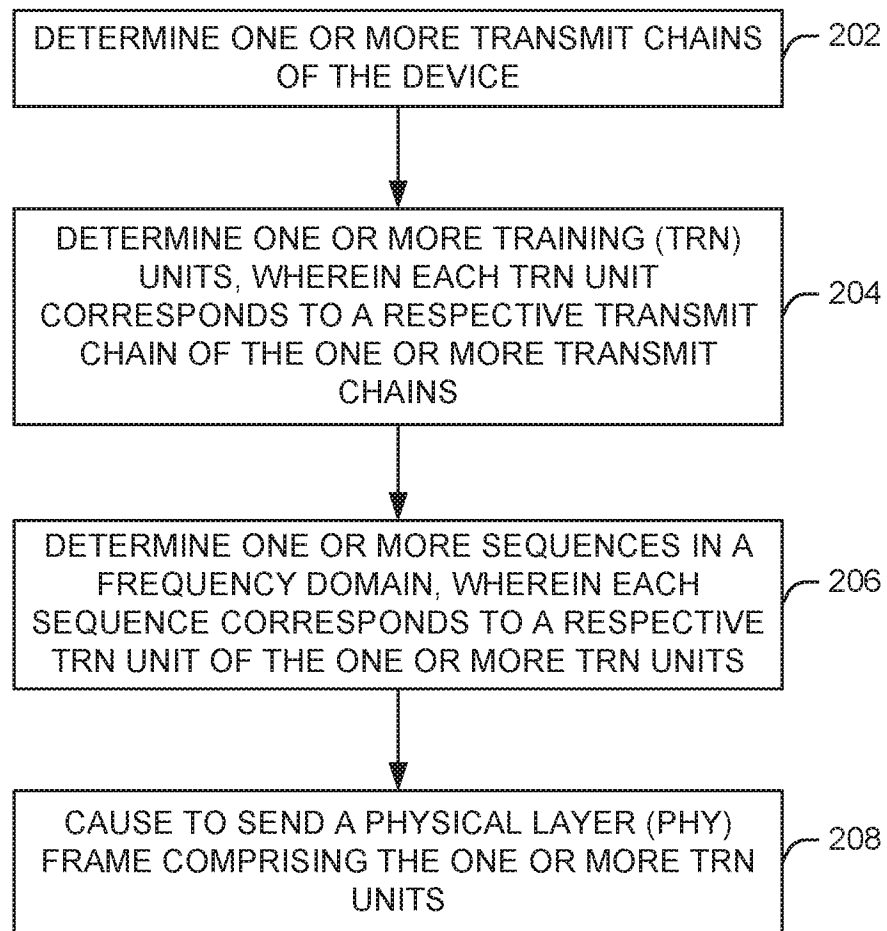 DETERMINE ONE OR MORE TRANSMIT CHAINS
OF THE DEVICE
202
DETERMINE ONE OR MORE TRAINING (TRN)
UNITS, WHEREIN EACH TRN UNIT
CORRESPONDS TO A RESPECTIVE TRANSMIT
CHAIN OF THE ONE OR MORE TRANSMIT
CHAINS
204
DETERMINE ONE OR MORE SEQUENCES IN A
FREQUENCY DOMAIN, WHEREIN EACH
SEQUENCE CORRESPONDS TO A RESPECTIVE
TRN UNIT OF THE ONE OR MORE TRN UNITS
206
CAUSE TO SEND A PHYSICAL LAYER (PHY)
FRAME COMPRISING THE ONE OR MORE TRN
UNITS
208